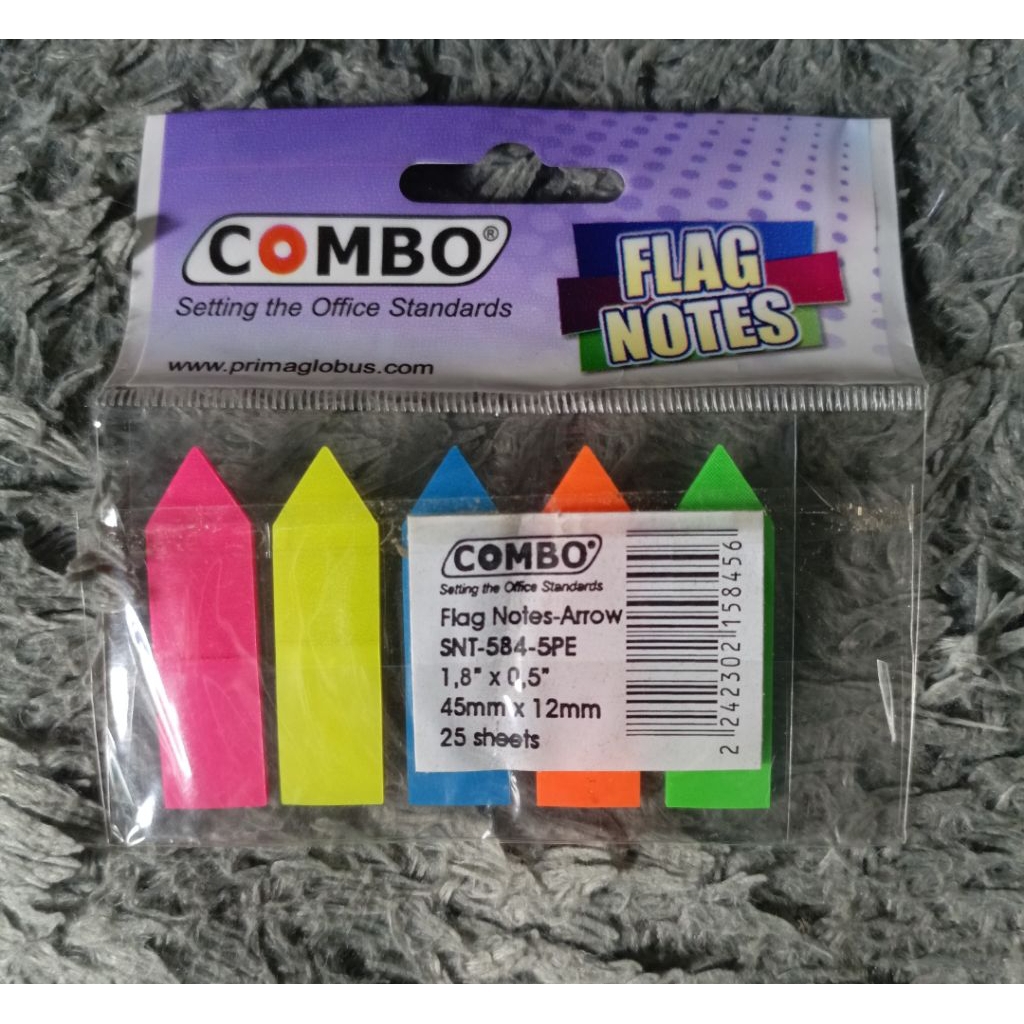 COMBO®
Setting the Office Standards
www.primaglobus.com
FLAG
NOTES
COMBO
Setting the Office Standards
Flag Notes-Arrow
SNT-584-5PE
1,8" x 0,5"
45mm x 12mm
25 sheets
2 242302 158456